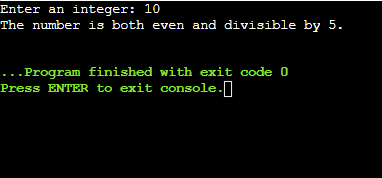 Enter an integer: 10
The number is both even and divisible by 5.
...Program finished with exit code 0
Press ENTER to exit console.